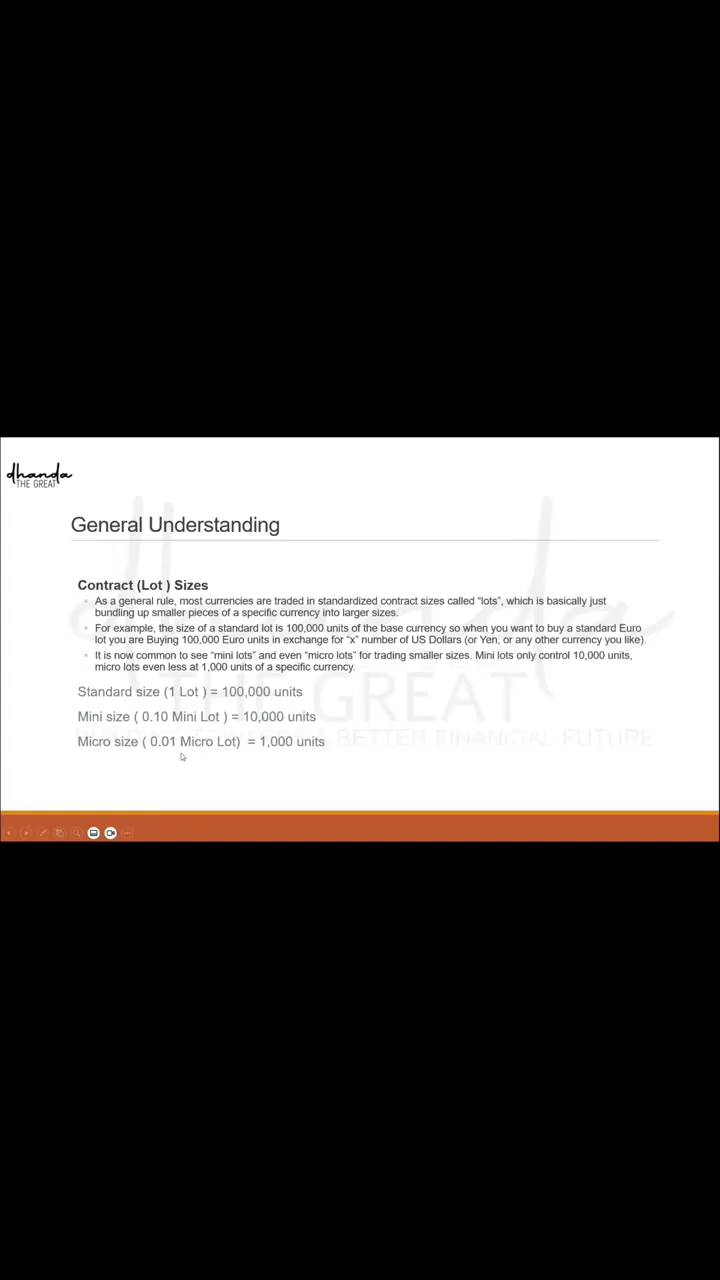 dhanda
THE GREAT
General Understanding
Contract (Lot ) Sizes
As a general rule, most currencies are traded in standardized contract sizes called “lots”, which is basically just
bundling up smaller pieces of a specific currency into larger sizes.
For example, the size of a standard lot is 100,000 units of the base currency so when you want to buy a standard Euro
lot you are Buying 100,000 Euro units in exchange for “x” number of US Dollars (or Yen, or any other currency you like).
It is now common to see “mini lots” and even “micro lots” for trading smaller sizes. Mini lots only control 10,000 units,
micro lots even less at 1,000 units of a specific currency.
Standard size (1 Lot ) = 100,000 units
Mini size ( 0.10 Mini Lot ) = 10,000 units
Micro size ( 0.01 Micro Lot) = 1,000 units
dhanda
THE GREAT
A BETTER FINANCIAL FUTURE